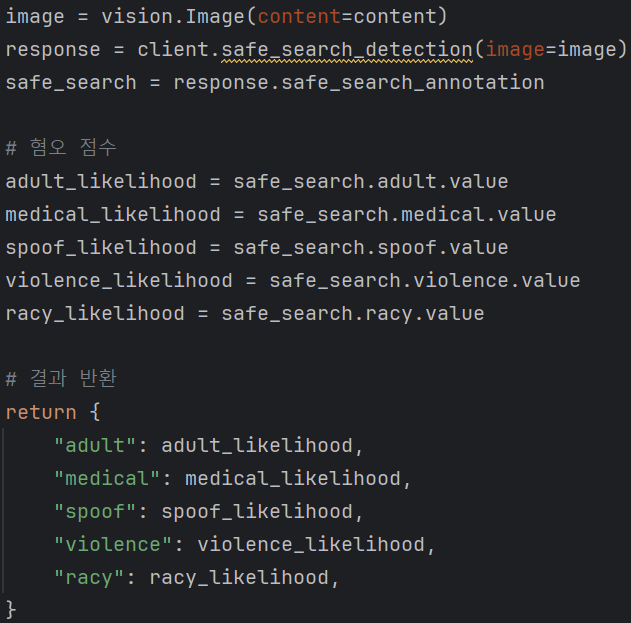 image = vision.Image(content=content)
response = client.safe_search_detection(image=image)
safe_search = response.safe_search_annotation

# 혐오 점수
adult_likelihood = safe_search.adult.value
medical_likelihood = safe_search.medical.value
spoof_likelihood = safe_search.spoof.value
violence_likelihood = safe_search.violence.value
racy_likelihood = safe_search.racy.value

# 결과 반환
return {
    "adult": adult_likelihood,
    "medical": medical_likelihood,
    "spoof": spoof_likelihood,
    "violence": violence_likelihood,
    "racy": racy_likelihood,
}